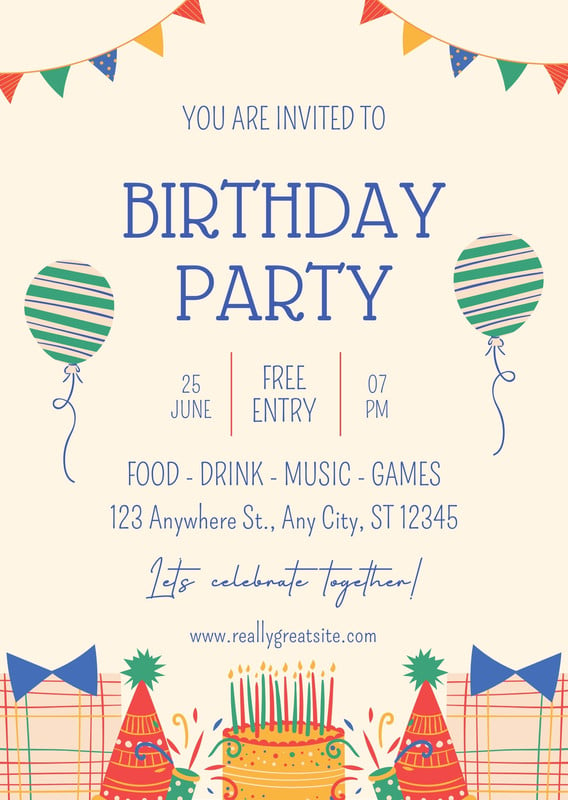 YOU ARE INVITED TO
BIRTHDAY
PARTY
25
JUNE
FREE
ENTRY
07
PM
FOOD - DRINK - MUSIC - GAMES
123 Anywhere St., Any City, ST 12345
Let's celebrate together!
www.reallygreatsite.com